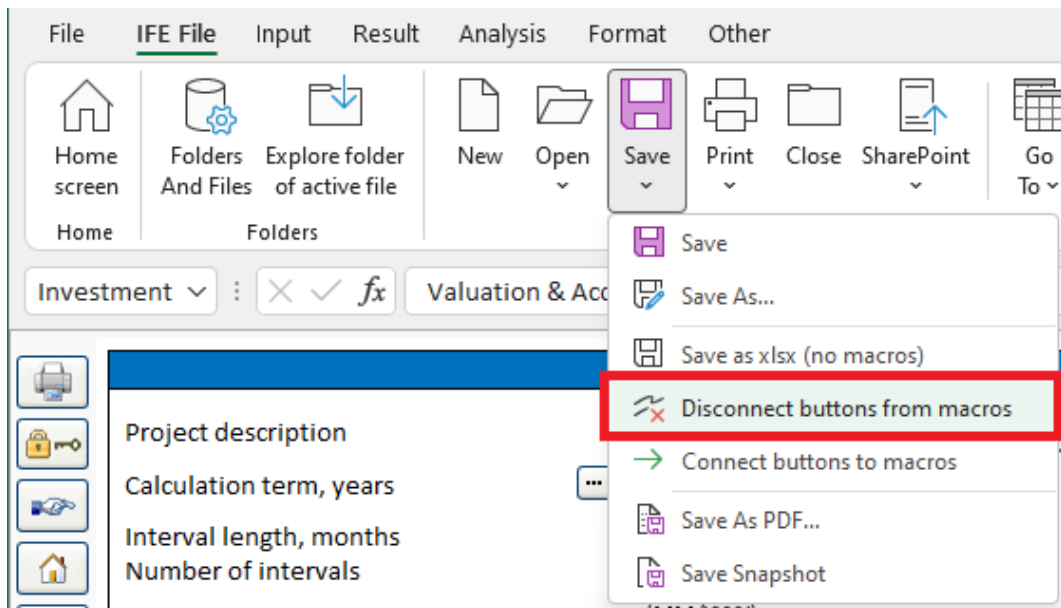 File IFE File Input Result Analysis Format Other
Home Folders Explore folder New Open Save Print Close SharePoint Go
screen And Files of active file To
Home Folders
Investment fx Valuation & Acc
Save
Save As...
Save as xlsx (no macros)
Disconnect buttons from macros
Connect buttons to macros
Save As PDF...
Save Snapshot
Project description
Calculation term, years ...
Interval length, months
Number of intervals